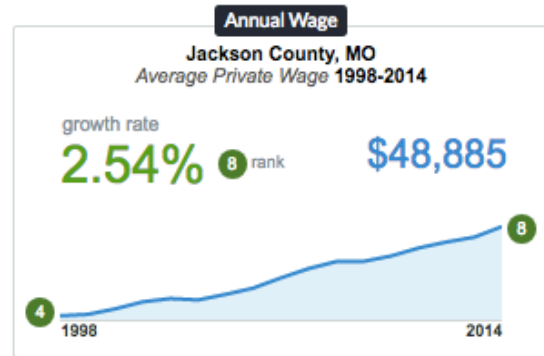 Annual Wage
Jackson County, MO
Average Private Wage 1998-2014
growth rate
2.54% 8 rank $48,885
8
4
1998 2014